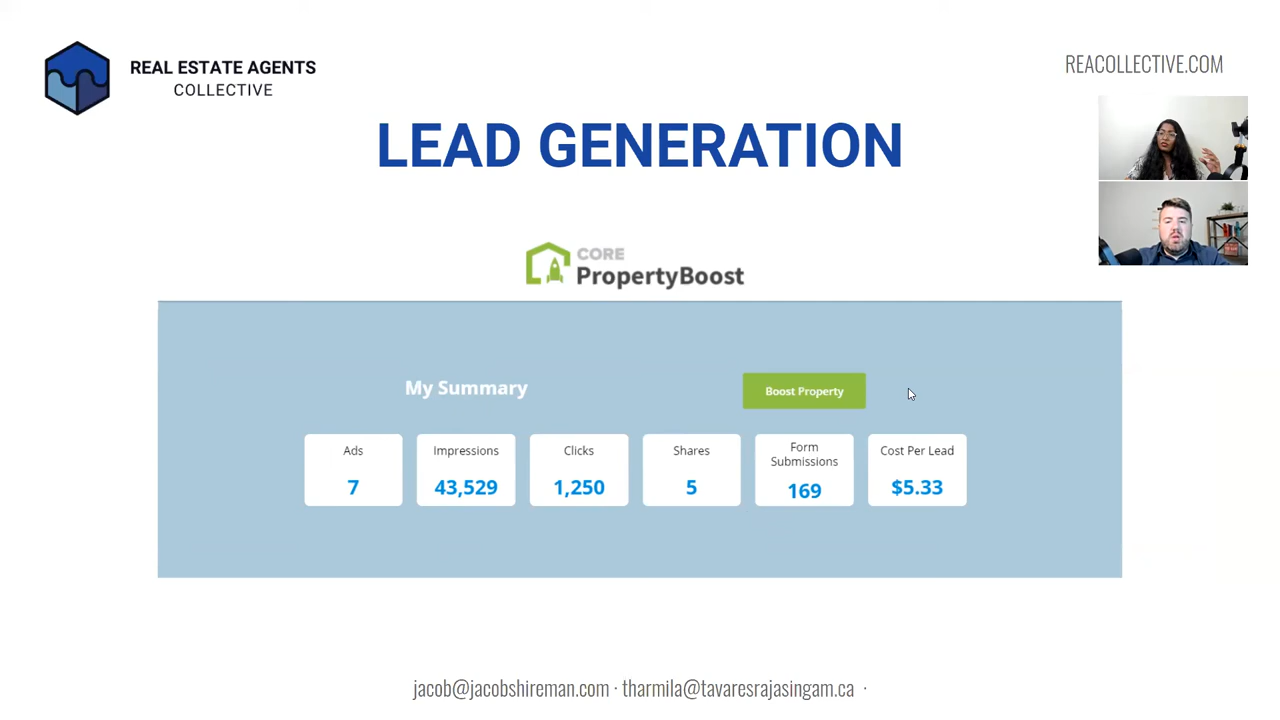 REAL ESTATE AGENTS
COLLECTIVE
REACOLLECTIVE.COM
LEAD GENERATION
CORE
PropertyBoost
My Summary
Boost Property
Ads
Impressions
Clicks
Shares
Form
Submissions
Cost Per Lead
7
43,529
1,250
5
169
$5.33
jacob@jacobshireman.com · tharmila@tavaresrajasingam.ca ·